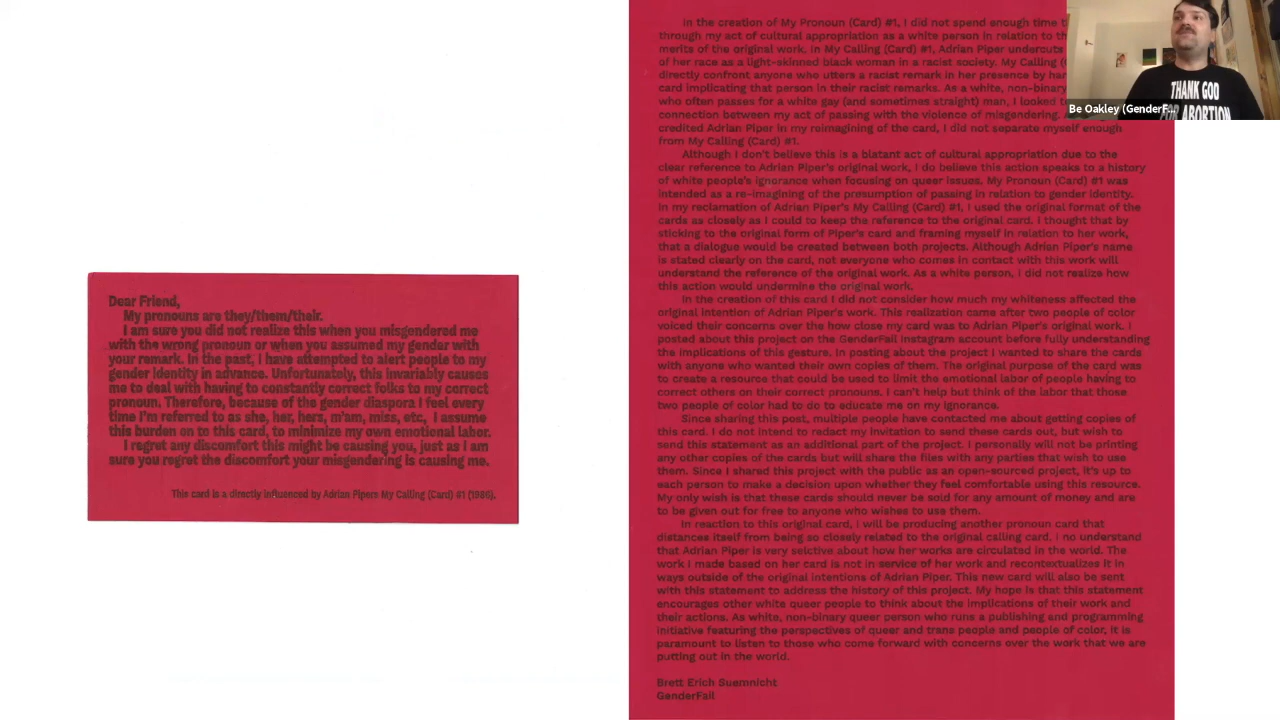 Dear Friend,
My pronouns are they/them/their.
I am sure you did not realize this when you misgendered me
with the wrong pronoun or when you assumed my gender with
your remark. In the past, I have attempted to alert people to my
gender identity in advance. Unfortunately, this invariably causes
me to deal with having to constantly correct folks to my correct
pronoun. Therefore, because of the gender diaspora I feel every
time I'm referred to as she, her, hers, m'am, miss, etc, I assume
this burden on to this card, to minimize my own emotional labor.
I regret any discomfort this might be causing you, just as I am
sure you regret the discomfort your misgendering is causing me.
This card is a directly influenced by Adrian Pipers My Calling (Card) #1 (1986).
In the creation of My Pronoun (Card) #1, I did not spend enough time
through my act of cultural appropriation as a white person in relation to th
merits of the original work. In My Calling (Card) #1, Adrian Piper undercuts
of her race as a light-skinned black woman in a racist society. My Calling (
directly confront anyone who utters a racist remark in her presence by har
card implicating that person in their racist remarks. As a white, non-binary
who often passes for a white gay (and sometimes straight) man, I looked t
connection between my act of passing with the violence of misgendering.
credited Adrian Piper in my reimagining of the card, I did not separate myself enough
from My Calling (Card) #1.
Although I don't believe this is a blatant act of cultural appropriation due to the
clear reference to Adrian Piper's original work, I do believe this action speaks to a history
of white people's ignorance when focusing on queer issues. My Pronoun (Card) #1 was
intended as a re-imagining of the presumption of passing in relation to gender identity.
In my reclamation of Adrian Piper's My Calling (Card) #1, I used the original format of the
cards as closely as I could to keep the reference to the original card. I thought that by
sticking to the original form of Piper's card and framing myself in relation to her work,
that a dialogue would be created between both projects. Although Adrian Piper's name
is stated clearly on the card, not everyone who comes in contact with this work will
understand the reference of the original work. As a white person, I did not realize how
this action would undermine the original work.
In the creation of this card I did not consider how much my whiteness affected the
original intention of Adrian Piper's work. This realization came after two people of color
voiced their concerns over the how close my card was to Adrian Piper's original work. I
posted about this project on the GenderFail Instagram account before fully understanding
the implications of this gesture. In posting about the project I wanted to share the cards
with anyone who wanted their own copies of them. The original purpose of the card was
to create a resource that could be used to limit the emotional labor of people having to
correct others on their correct pronouns. I can't help but think of the labor that those
two people of color had to do to educate me on my ignorance.
Since sharing this post, multiple people have contacted me about getting copies of
this card. I do not intend to redact my invitation to send these cards out, but wish to
send this statement as an additional part of the project. I personally will not be printing
any other copies of the cards but will share the files with any parties that wish to use
them. Since I shared this project with the public as an open-sourced project, it's up to
each person to make a decision upon whether they feel comfortable using this resource.
My only wish is that these cards should never be sold for any amount of money and are
to be given out for free to anyone who wishes to use them.
In reaction to this original card, I will be producing another pronoun card that
distances itself from being so closely related to the original calling card. I no understand
that Adrian Piper is very selctive about how her works are circulated in the world. The
work I made based on her card is not in service of her work and recontextualizes it in
ways outside of the original intentions of Adrian Piper. This new card will also be sent
with this statement to address the history of this project. My hope is that this statement
encourages other white queer people to think about the implications of their work and
their actions. As white, non-binary queer person who runs a publishing and programming
initiative featuring the perspectives of queer and trans people and people of color, it is
paramount to listen to those who come forward with concerns over the work that we are
putting out in the world.
Brett Erich Suemnicht
GenderFail
THANK GOD
FOR ABORTION
Be Oakley (GenderF...